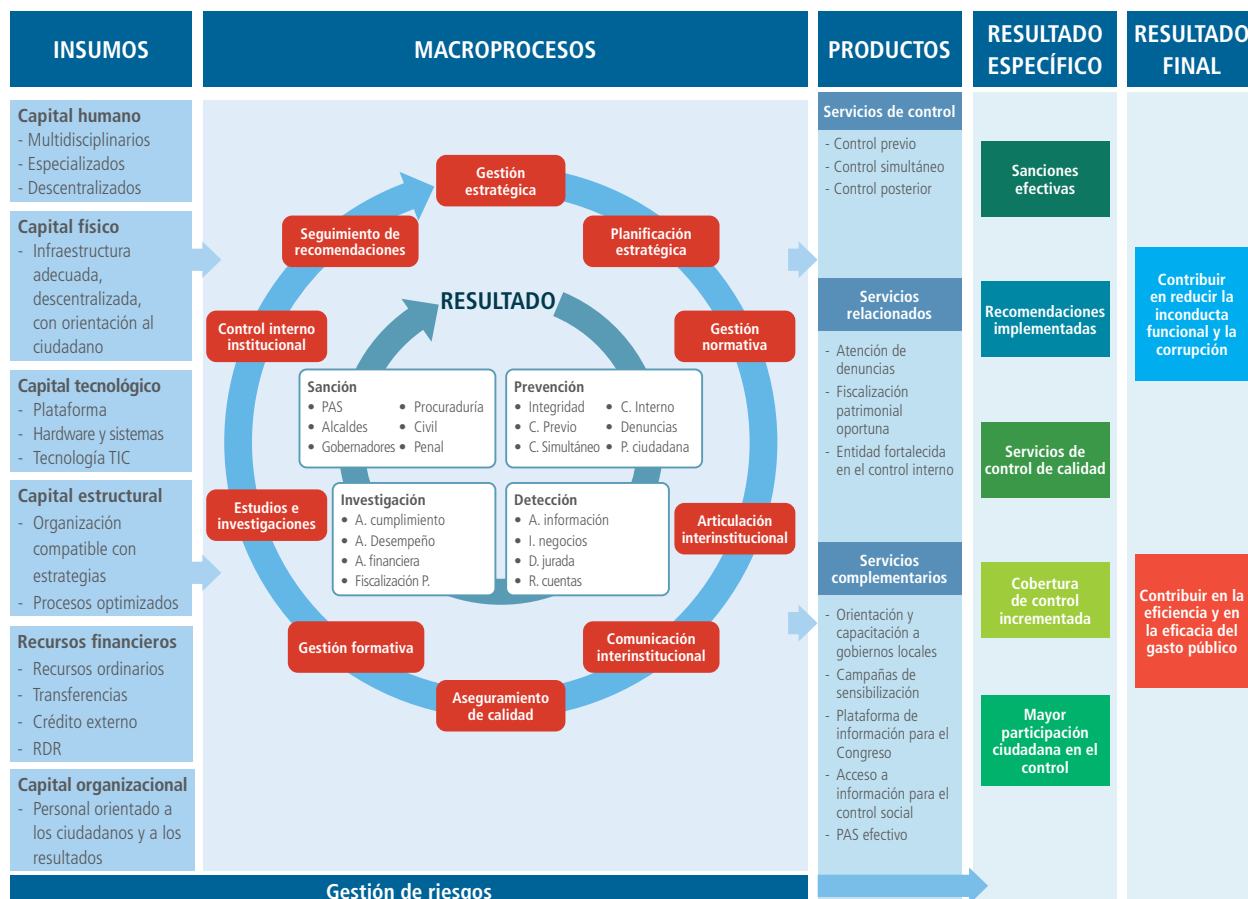 INSUMOS
MACROPROCESOS
PRODUCTOS
RESULTADO
ESPECÍFICO
RESULTADO
FINAL
Capital humano
- Multidisciplinarios
- Especializados
- Descentralizados
Capital físico
- Infraestructura
adecuada,
descentralizada,
con orientación al
ciudadano
Capital tecnológico
- Plataforma
- Hardware y sistemas
- Tecnología TIC
Capital estructural
- Organización
compatible con
estrategias
- Procesos optimizados
Recursos financieros
- Recursos ordinarios
- Transferencias
- Crédito externo
- RDR
Capital organizacional
- Personal orientado a
los ciudadanos y a los
resultados
Gestión
estratégica
Planificación
estratégica
Gestión
normativa
Articulación
interinstitucional
Comunicación
interinstitucional
Aseguramiento
de calidad
Gestión formativa
Estudios e
investigaciones
Control interno
institucional
Seguimiento de
recomendaciones
RESULTADO
Sanción
• PAS
• Alcaldes
• Gobernadores
• Procuraduría
• Civil
• Penal
Prevención
• Integridad
• C. Previo
• C. Simultáneo
• C. Interno
• Denuncias
• P. ciudadana
Investigación
• A. cumplimiento
• A. Desempeño
• A. financiera
• Fiscalización P.
Detección
• A. información
• I. negocios
• D. jurada
• R. cuentas
Servicios de control
- Control previo
- Control simultáneo
- Control posterior
Servicios
relacionados
- Atención de
denuncias
- Fiscalización
patrimonial
oportuna
- Entidad fortalecida
en el control interno
Servicios
complementarios
- Orientación y
capacitación a
gobiernos locales
- Campañas de
sensibilización
- Plataforma de
información para el
Congreso
- Acceso a
información para el
control social
- PAS efectivo
Sanciones
efectivas
Recomendaciones
implementadas
Servicios de
control de calidad
Cobertura
de control
incrementada
Mayor
participación
ciudadana en el
control
Contribuir
en reducir la
inconducta
funcional y la
corrupción
Contribuir en la
eficiencia y en
la eficacia del
gasto público
Gestión de riesgos